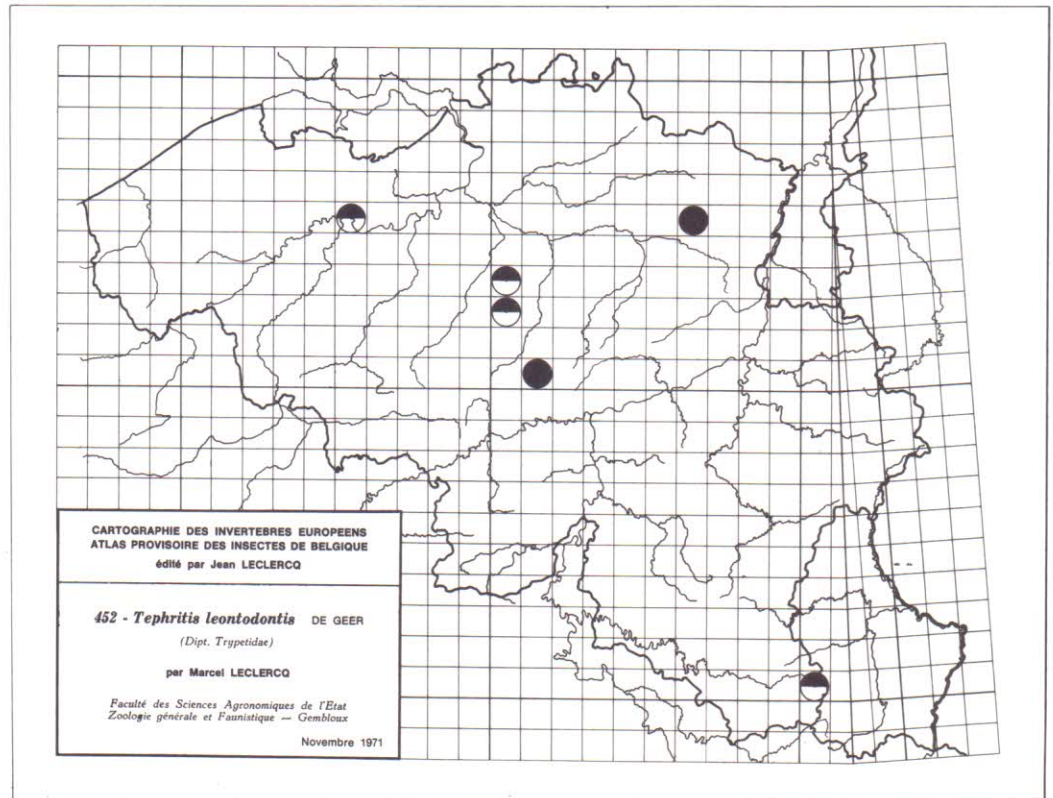 CARTOGRAPHIE DES INVERTEBRES EUROPEENS
ATLAS PROVISOIRE DES INSECTES DE BELGIQUE
édité par Jean LECLERCQ
452 - Tephritis leontodontis DE GEER
(Dipt. Trypetidae)
par Marcel LECLERCQ
Faculté des Sciences Agronomiques de l'Etat
Zoologie générale et Faunistique — Gembloux
Novembre 1971